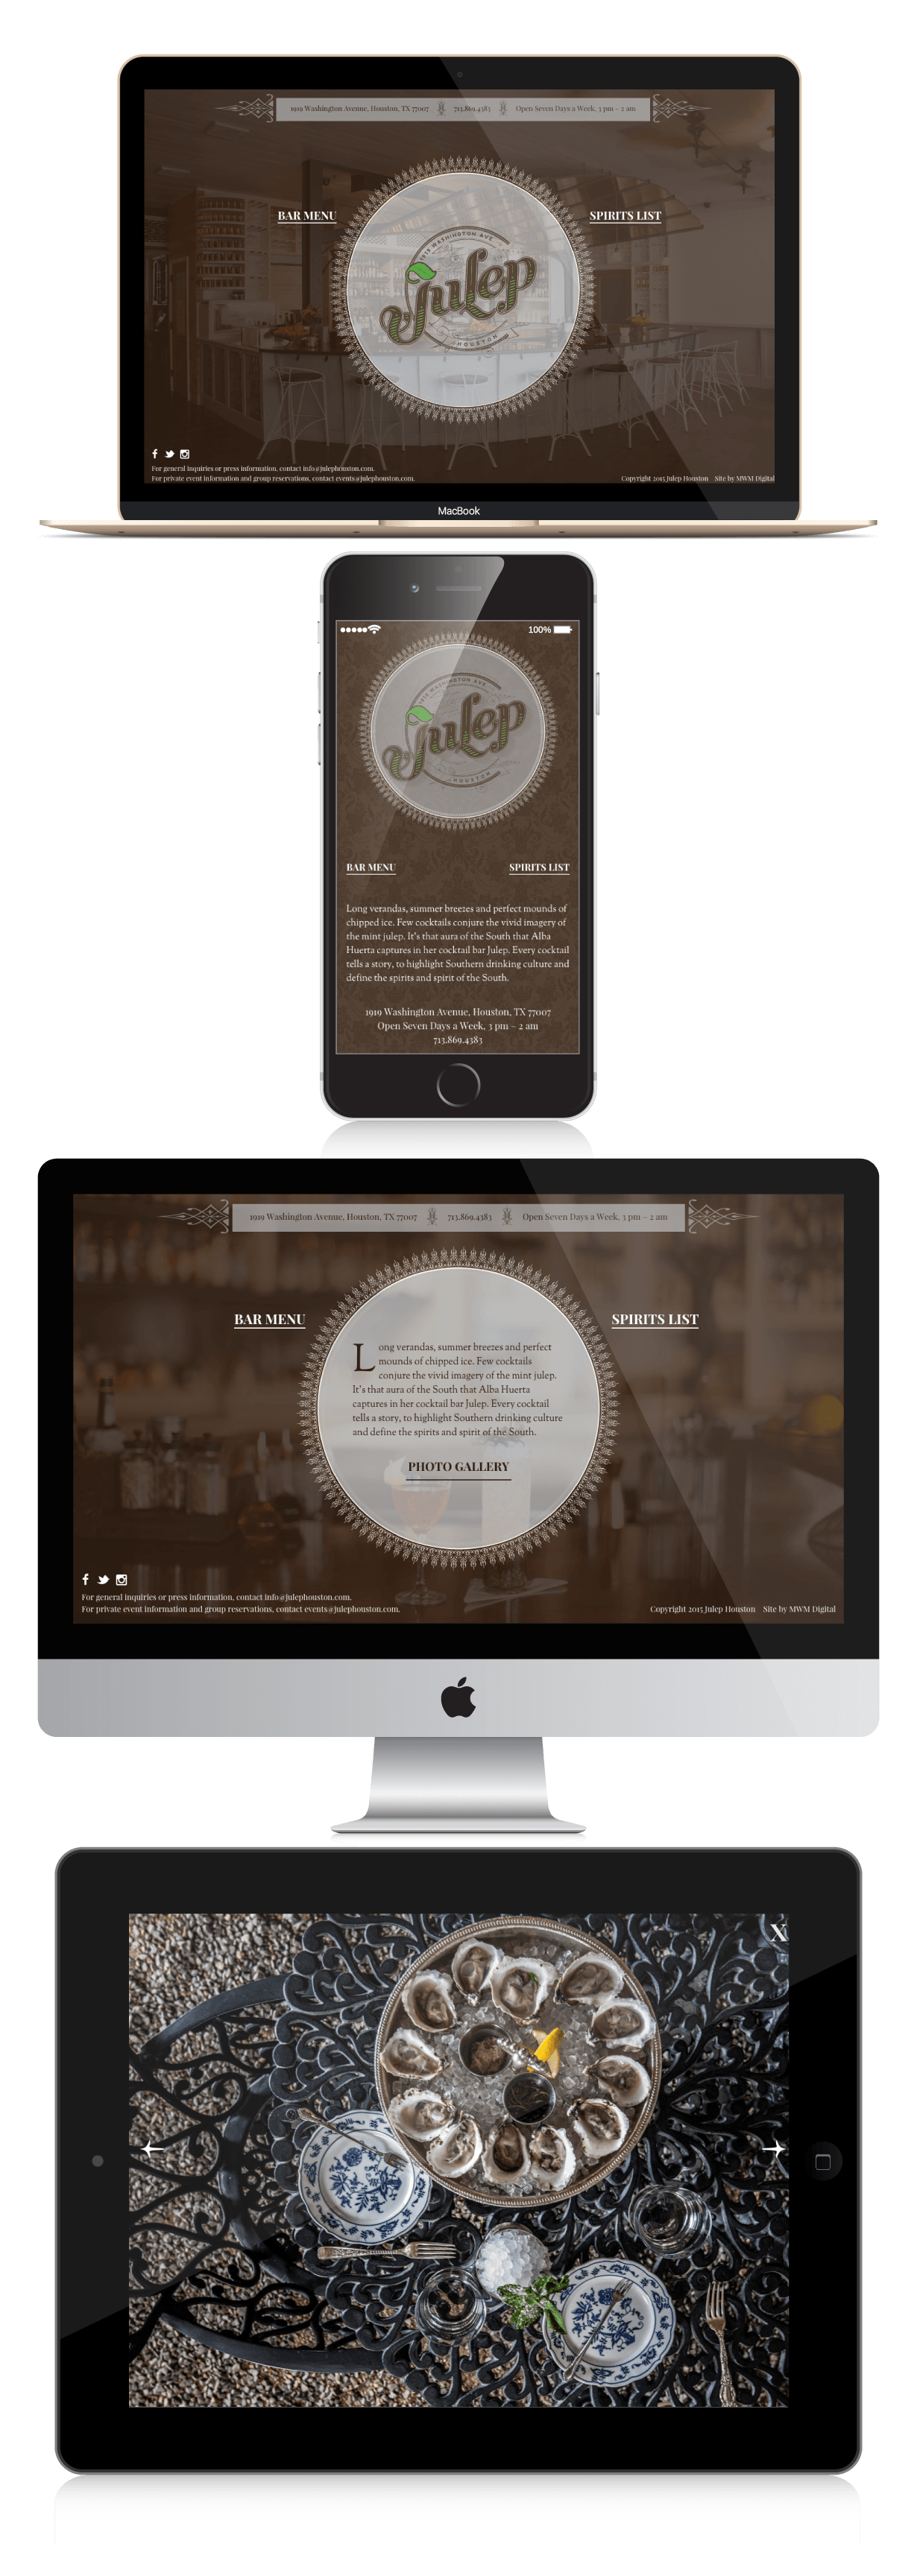 1919 Washington Avenue, Houston, TX 77007 713.869.4383 Open Seven Days a Week, 3 pm – 2 am
BAR MENU
SPIRITS LIST
1919 WASHINGTON AVE
Julep
HOUSTON
For general inquiries or press information, contact info@julephouston.com.
For private event information and group reservations, contact events@julephouston.com.
Copyright 2015 Julep Houston Site by MWM Digital
MacBook
100%
1919 WASHINGTON AVE
Julep
HOUSTON
BAR MENU
SPIRITS LIST
Long verandas, summer breezes and perfect mounds of
chipped ice. Few cocktails conjure the vivid imagery of
the mint julep. It's that aura of the South that Alba
Huerta captures in her cocktail bar Julep. Every cocktail
tells a story, to highlight Southern drinking culture and
define the spirits and spirit of the South.
1919 Washington Avenue, Houston, TX 77007
Open Seven Days a Week, 3 pm – 2 am
713.869.4383
1919 Washington Avenue, Houston, TX 77007 713.869.4383 Open Seven Days a Week, 3 pm – 2 am
BAR MENU
SPIRITS LIST
Long verandas, summer breezes and perfect
mounds of chipped ice. Few cocktails
conjure the vivid imagery of the mint julep.
It's that aura of the South that Alba Huerta
captures in her cocktail bar Julep. Every cocktail
tells a story, to highlight Southern drinking culture
and define the spirits and spirit of the South.
PHOTO GALLERY
For general inquiries or press information, contact info@julephouston.com.
For private event information and group reservations, contact events@julephouston.com.
Copyright 2015 Julep Houston Site by MWM Digital
X